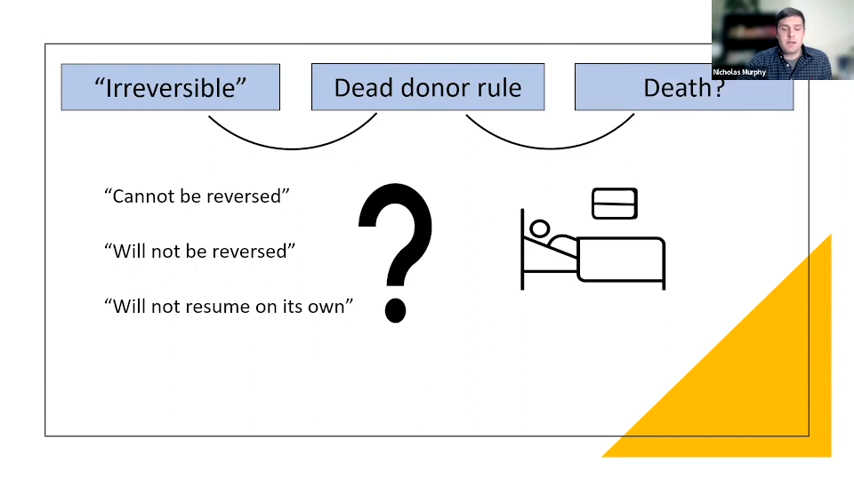 Nicholas Murphy
“Irreversible”
Dead donor rule
Death?
“Cannot be reversed”
“Will not be reversed”
“Will not resume on its own”
?